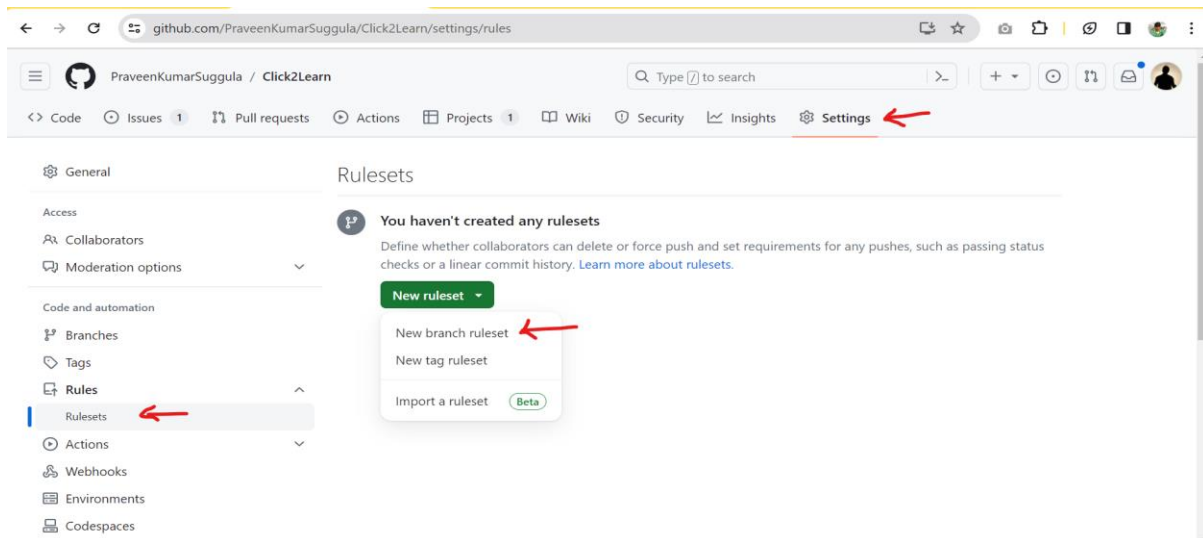 github.com/PraveenKumarSuggula/Click2Learn/settings/rules
PraveenKumarSuggula / Click2Learn
Type / to search
<> Code Issues 1 Pull requests Actions Projects 1 Wiki Security Insights Settings
General
Rulesets
Access
You haven't created any rulesets
Collaborators
Define whether collaborators can delete or force push and set requirements for any pushes, such as passing status
Moderation options
checks or a linear commit history. Learn more about rulesets.
New ruleset
Code and automation
New branch ruleset
Branches
New tag ruleset
Tags
Rules
Import a ruleset Beta
Rulesets
Actions
Webhooks
Environments
Codespaces